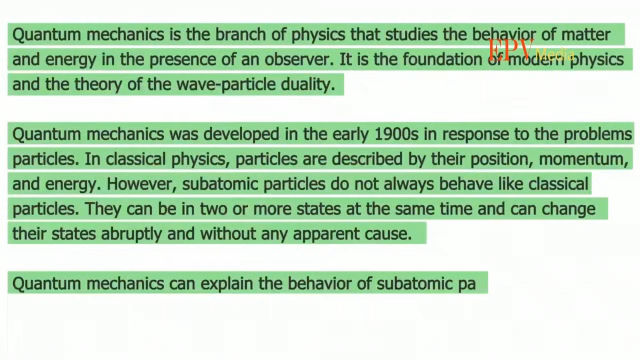 Quantum mechanics is the branch of physics that studies the behavior of matter
and energy in the presence of an observer. It is the foundation of modern physics
and the theory of the wave-particle duality.
Quantum mechanics was developed in the early 1900s in response to the problems
particles. In classical physics, particles are described by their position, momentum,
and energy. However, subatomic particles do not always behave like classical
particles. They can be in two or more states at the same time and can change
their states abruptly and without any apparent cause.
Quantum mechanics can explain the behavior of subatomic pa
EPV Media